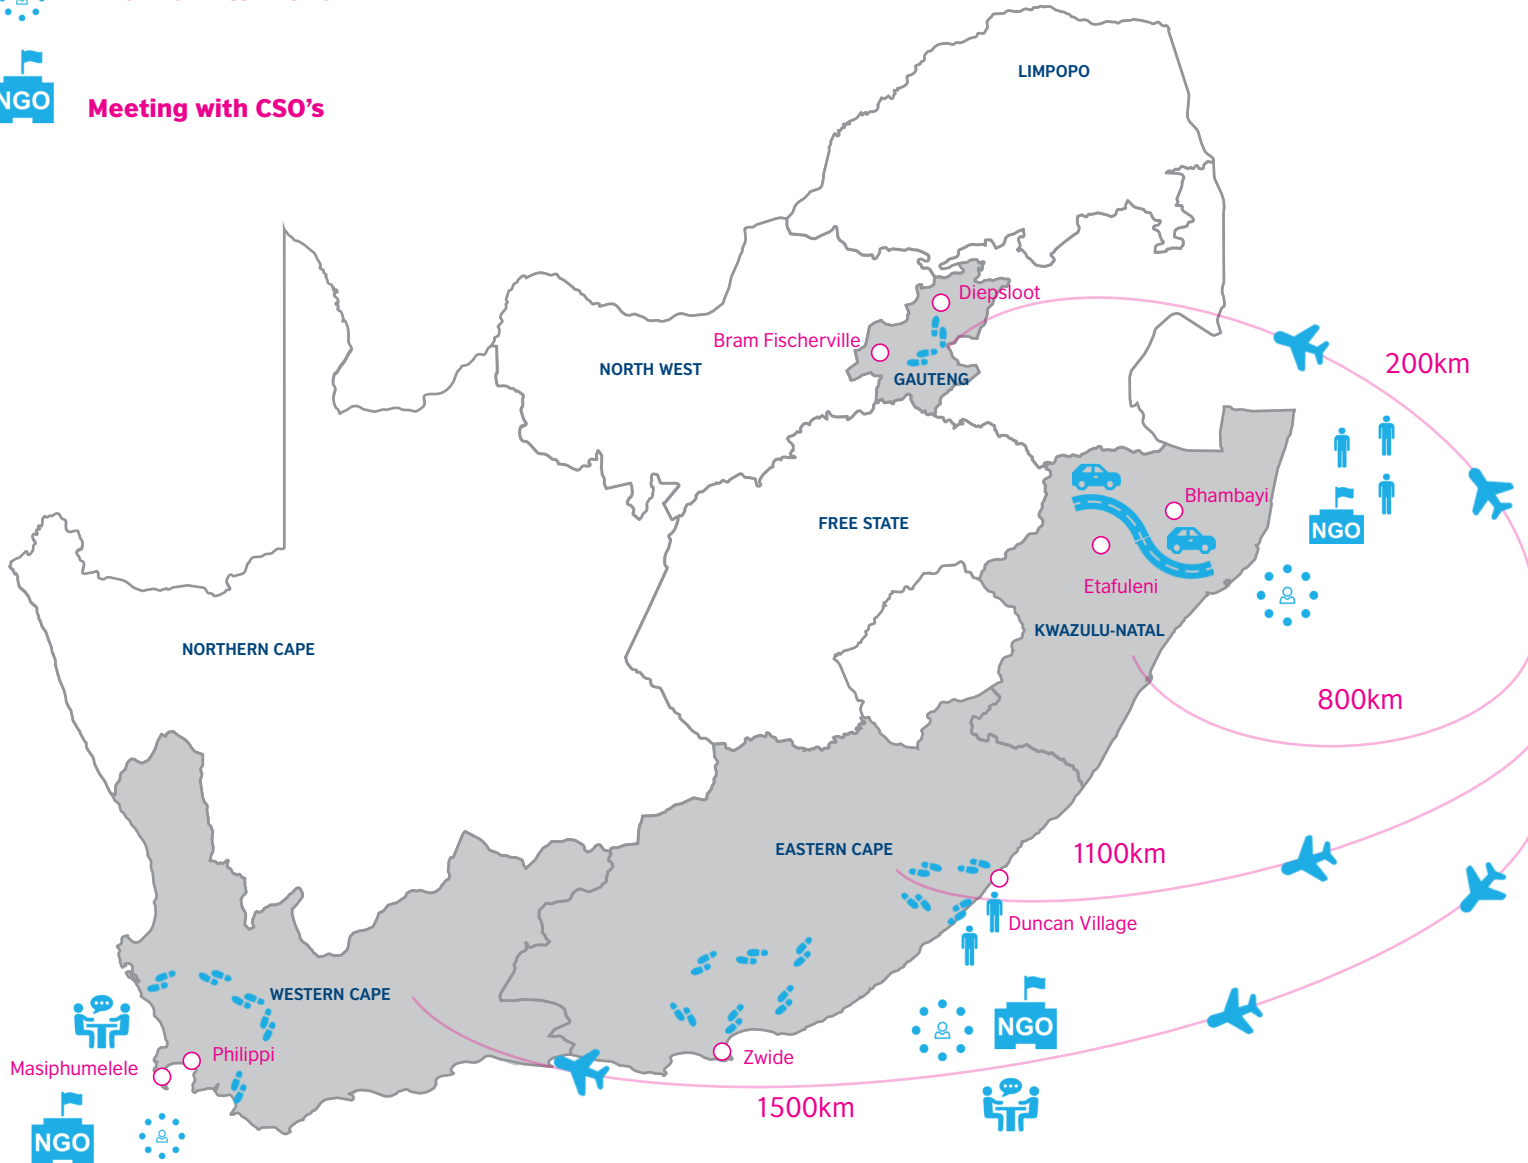 NGO
Meeting with CSO's
LIMPOPO
Diepsloot
Bram Fischerville
200km
NORTH WEST
GAUTENG
Bhambayi
FREE STATE
NGO
Etafuleni
KWAZULU-NATAL
NORTHERN CAPE
800km
EASTERN CAPE
1100km
Duncan Village
WESTERN CAPE
NGO
Philippi
Zwide
Masiphumelele
1500km
NGO